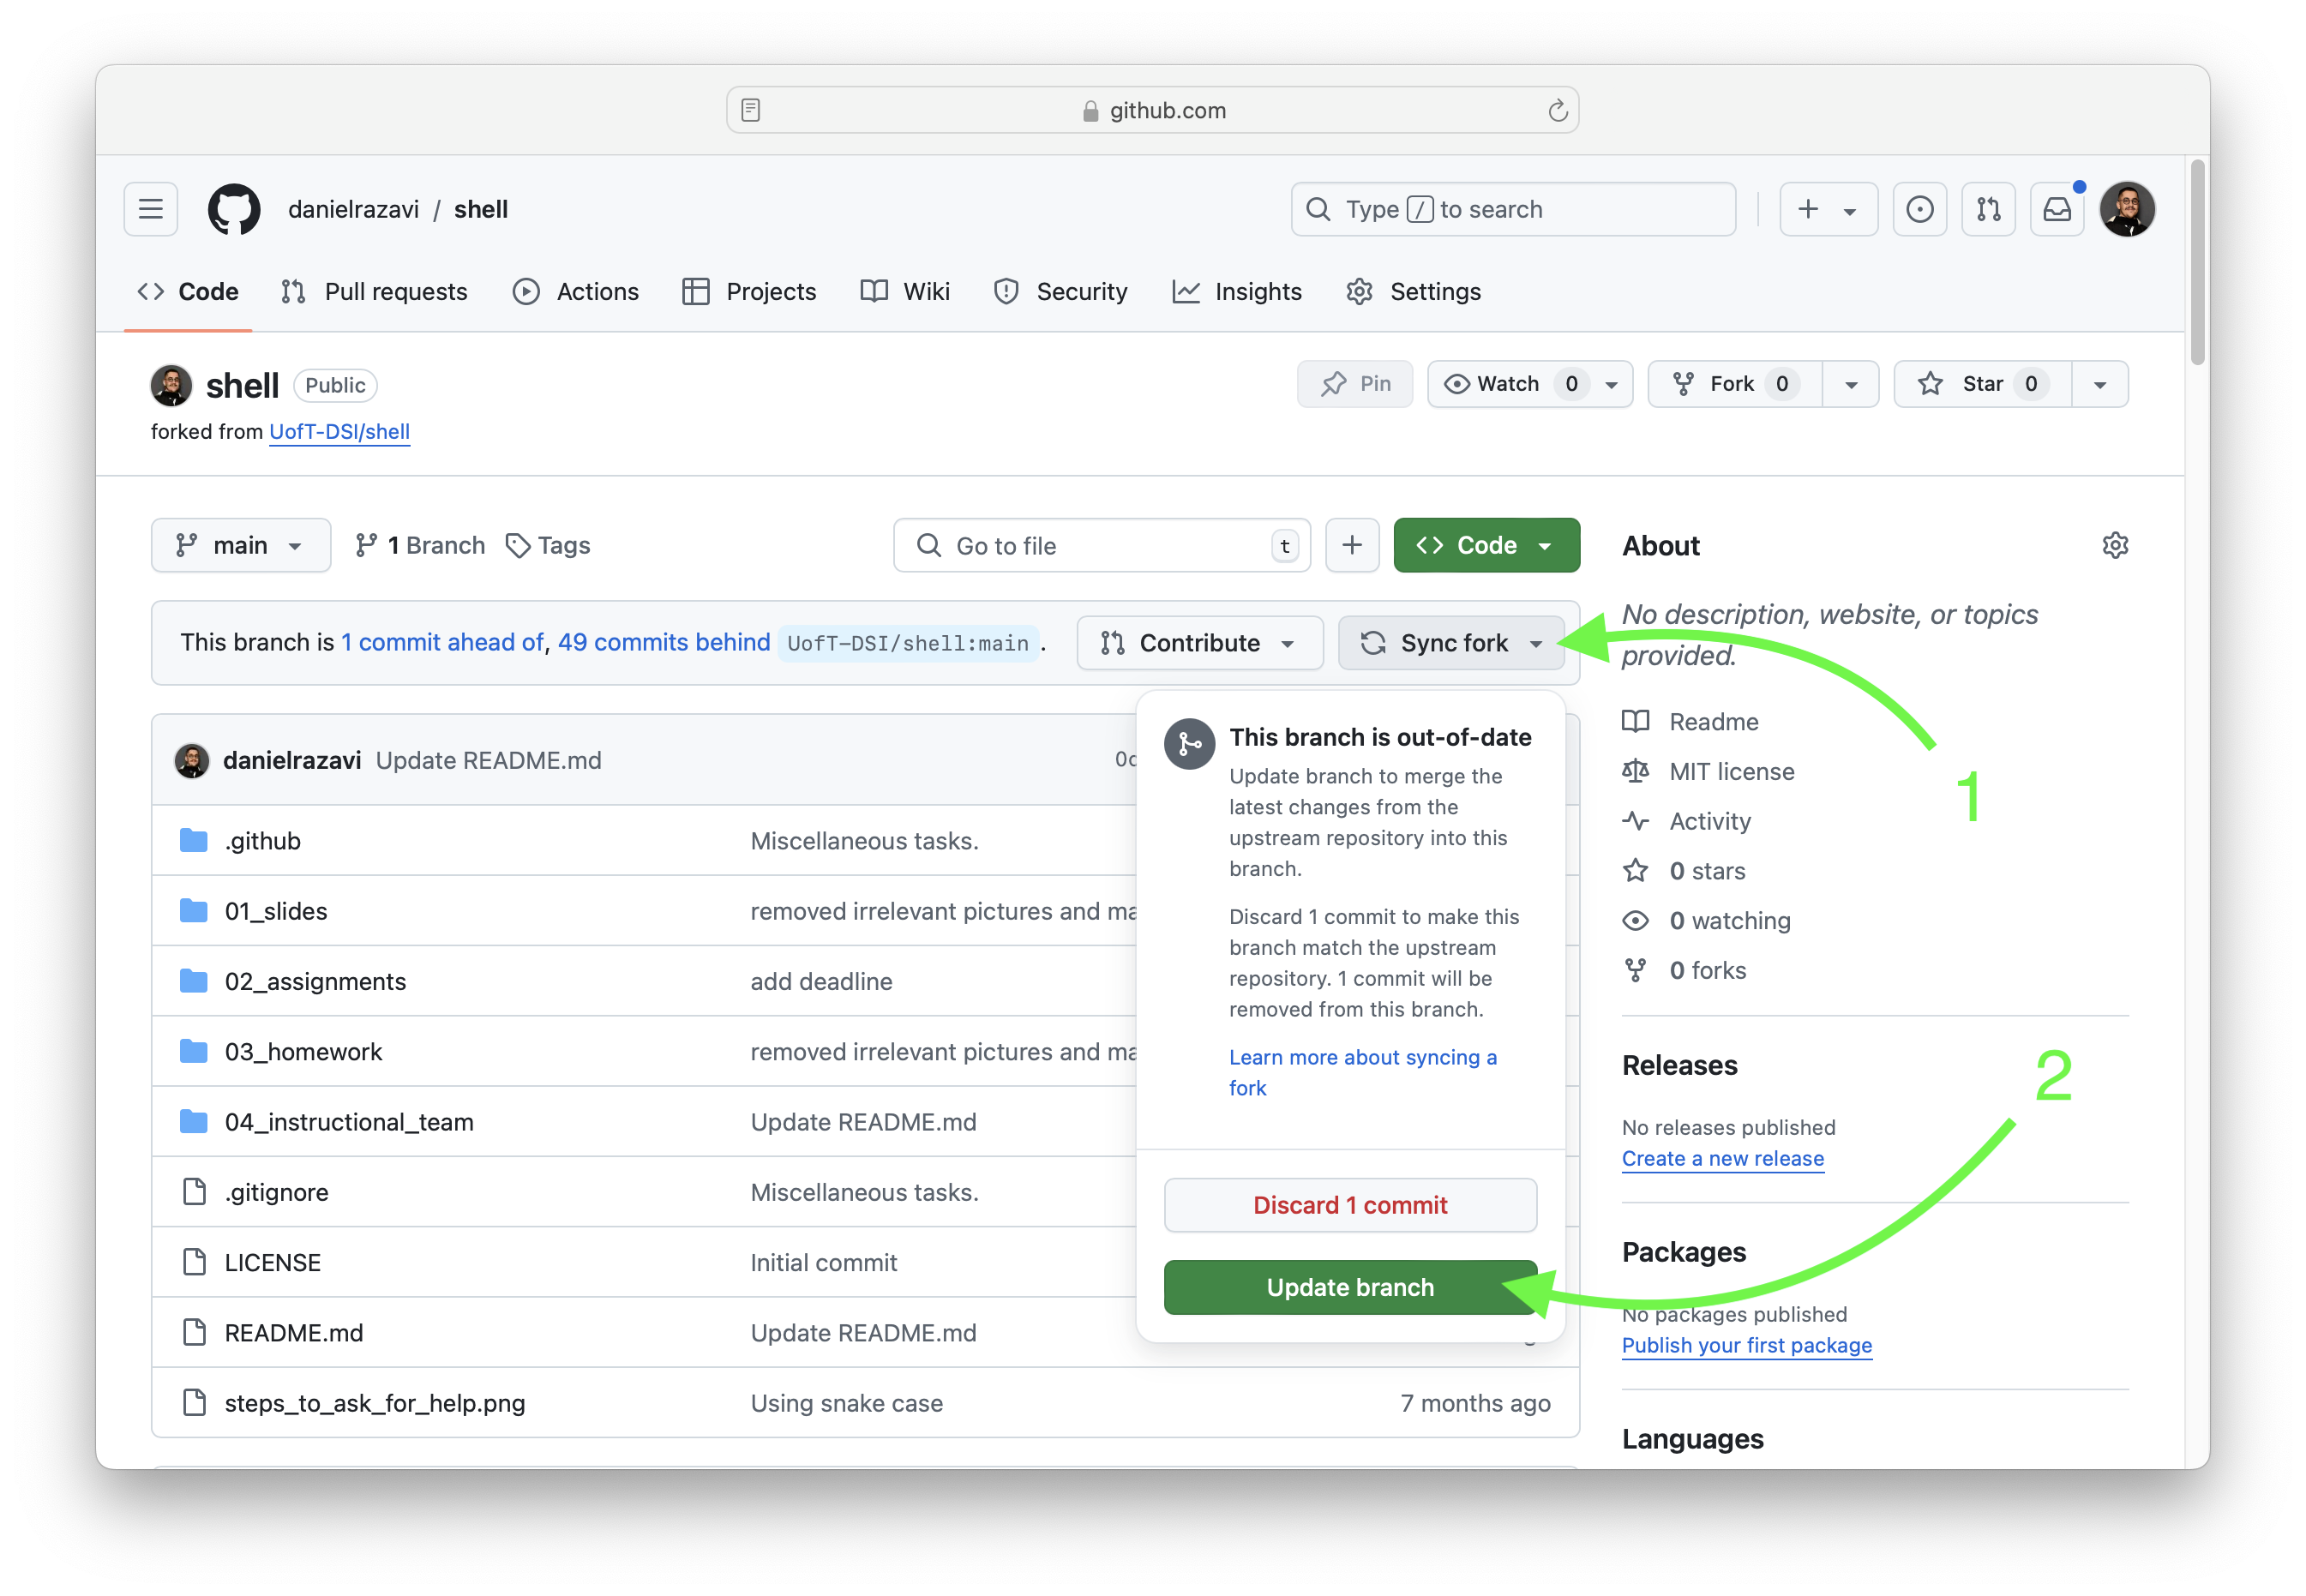 github.com
danielrazavi / shell
Type / to search
Code Pull requests Actions Projects Wiki Security Insights Settings
shell Public
Pin Watch 0 Fork 0 Star 0
forked from UofT-DSI/shell
main 1 Branch Tags
Go to file t
Code
This branch is 1 commit ahead of, 49 commits behind UofT-DSI/shell:main .
Contribute Sync fork
danielrazavi Update README.md
.github Miscellaneous tasks.
01_slides removed irrelevant pictures and
02_assignments add deadline
03_homework removed irrelevant pictures and
04_instructional_team Update README.md
.gitignore Miscellaneous tasks.
LICENSE Initial commit
README.md Update README.md
steps_to_ask_for_help.png Using snake case 7 months ago
This branch is out-of-date
Update branch to merge the
latest changes from the
upstream repository into this
branch.
Discard 1 commit to make this
branch match the upstream
repository. 1 commit will be
removed from this branch.
Learn more about syncing a
fork
Discard 1 commit
Update branch
About
No description, website, or topics
provided.
Readme
MIT license
Activity
0 stars
0 watching
0 forks
Releases
No releases published
Create a new release
Packages
No packages published
Publish your first package
Languages
1
2